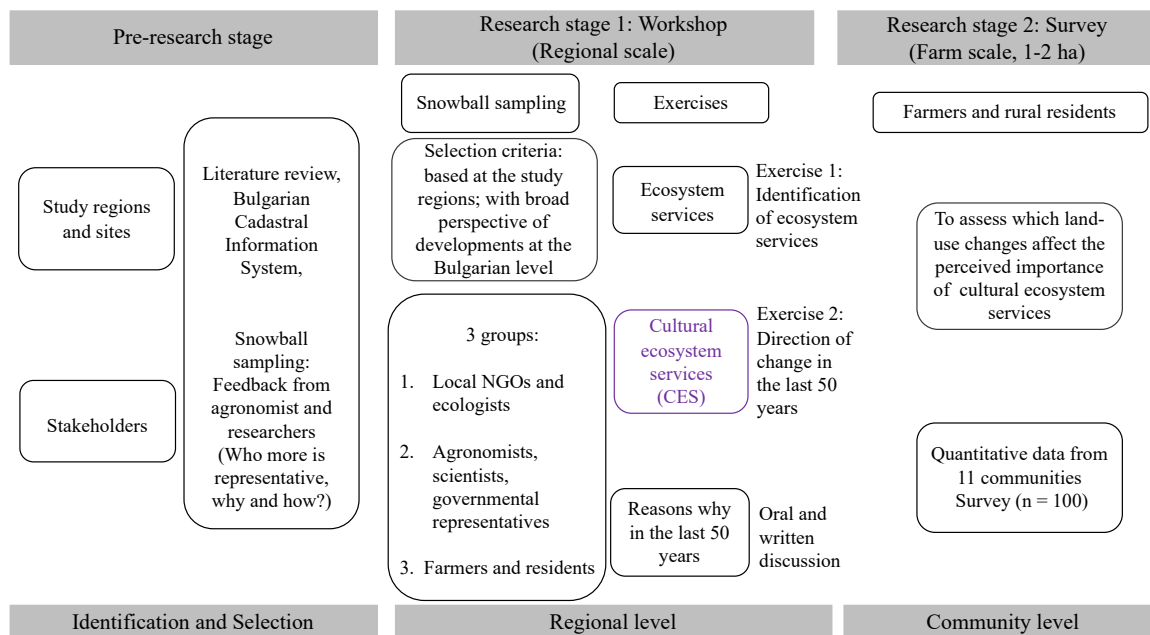 Pre-research stage
Research stage 1: Workshop
(Regional scale)
Research stage 2: Survey
(Farm scale, 1-2 ha)
Study regions
and sites
Stakeholders
Literature review,
Bulgarian
Cadastral
Information
System,
Snowball
sampling:
Feedback from
agronomist and
researchers
(Who more is
representative,
why and how?)
Snowball sampling
Selection criteria:
based at the study
regions; with broad
perspective of
developments at the
Bulgarian level
3 groups:
1. Local NGOs and
ecologists
2. Agronomists,
scientists,
governmental
representatives
3. Farmers and residents
Exercises
Ecosystem
services
Exercise 1:
Identification
of ecosystem
services
Cultural
ecosystem
services
(CES)
Exercise 2:
Direction of
change in
the last 50
years
Reasons why
in the last 50
years
Oral and
written
discussion
Farmers and rural residents
To assess which land-
use changes affect the
perceived importance
of cultural ecosystem
services
Quantitative data from
11 communities
Survey (n = 100)
Identification and Selection
Regional level
Community level